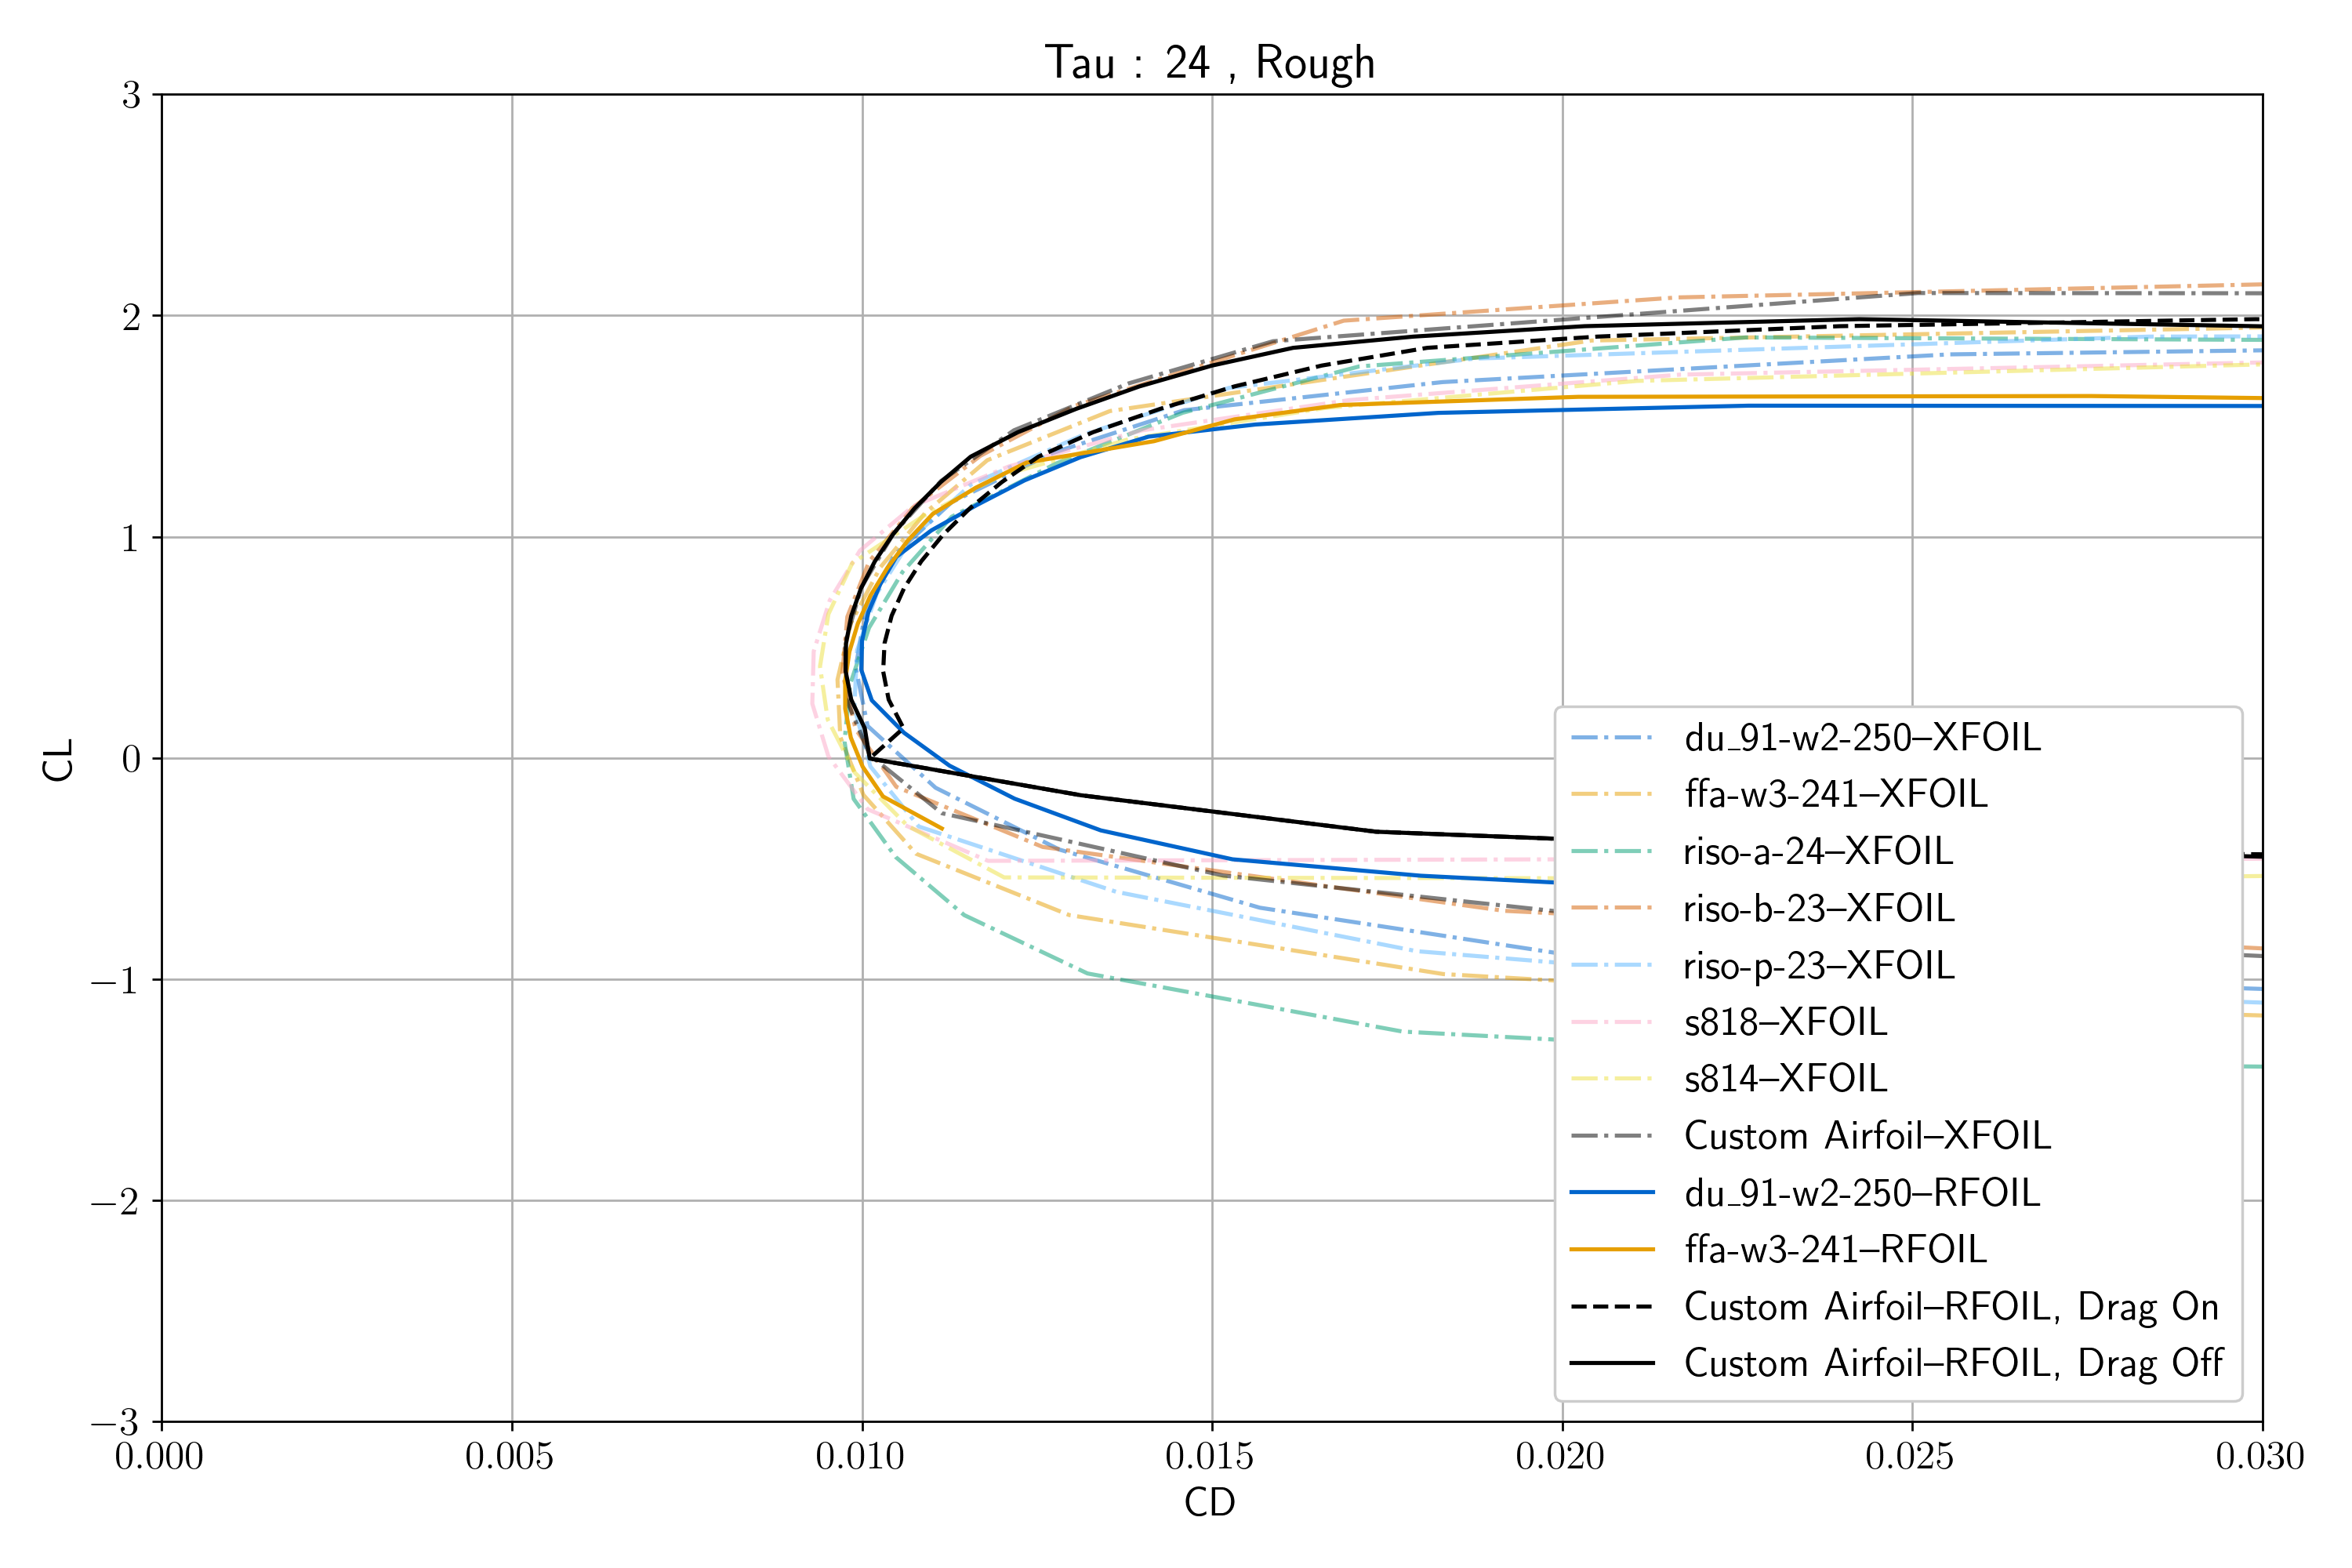 Tau : 24 , Rough
3
2
1
0
−1
−2
−3
CL
du_91-w2-250–XFOIL
ffa-w3-241–XFOIL
riso-a-24–XFOIL
riso-b-23–XFOIL
riso-p-23–XFOIL
s818–XFOIL
s814–XFOIL
Custom Airfoil–XFOIL
du_91-w2-250–RFOIL
ffa-w3-241–RFOIL
Custom Airfoil–RFOIL, Drag On
Custom Airfoil–RFOIL, Drag Off
0.000 0.005 0.010 0.015 0.020 0.025 0.030
CD